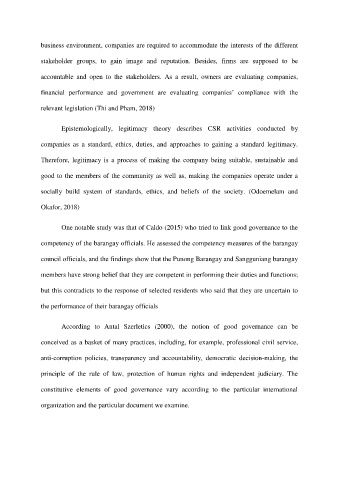 business environment, companies are required to accommodate the interests of the different
stakeholder groups, to gain image and reputation. Besides, firms are supposed to be
accountable and open to the stakeholders. As a result, owners are evaluating companies,
financial performance and government are evaluating companies' compliance with the
relevant legislation (Thi and Pham, 2018)
Epistemologically, legitimacy theory describes CSR activities conducted by
companies as a standard, ethics, duties, and approaches to gaining a standard legitimacy.
Therefore, legitimacy is a process of making the company being suitable, sustainable and
good to the members of the community as well as, making the companies operate under a
socially build system of standards, ethics, and beliefs of the society. (Odoemelam and
Okafor, 2018)
One notable study was that of Caldo (2015) who tried to link good governance to the
competency of the barangay officials. He assessed the competency measures of the barangay
council officials, and the findings show that the Punong Barangay and Sangguniang barangay
members have strong belief that they are competent in performing their duties and functions;
but this contradicts to the response of selected residents who said that they are uncertain to
the performance of their barangay officials
According to Antal Szerletics (2000), the notion of good governance can be
conceived as a basket of many practices, including, for example, professional civil service,
anti-corruption policies, transparency and accountability, democratic decision-making, the
principle of the rule of law, protection of human rights and independent judiciary. The
constitutive elements of good governance vary according to the particular international
organization and the particular document we examine.